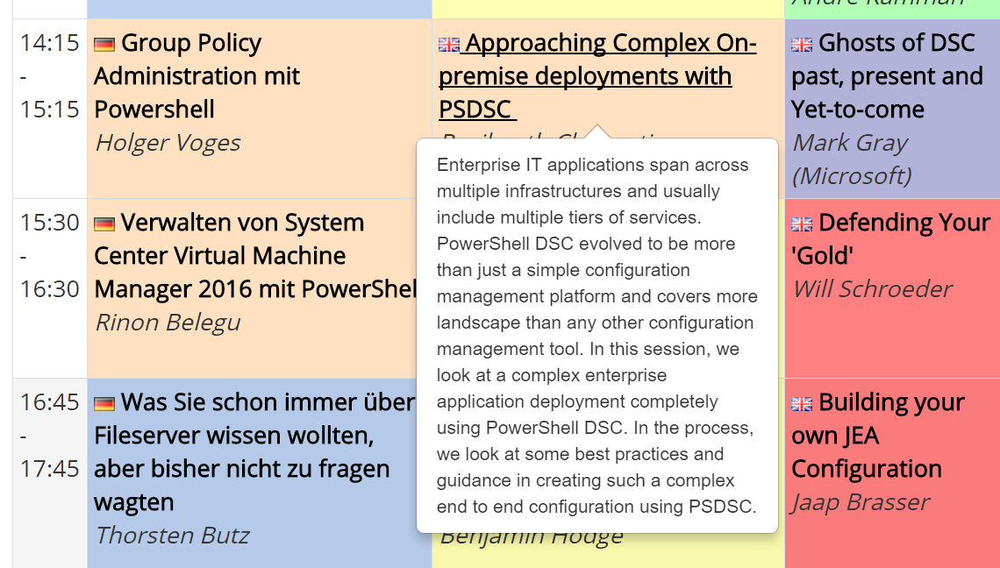 14:15
-
15:15
Group Policy
Administration mit
Powershell
Holger Voges
Approaching Complex On-
premise deployments with
PSDSC
Ghosts of DSC
past, present and
Yet-to-come
Mark Gray
(Microsoft)
Enterprise IT applications span across
multiple infrastructures and usually
include multiple tiers of services.
PowerShell DSC evolved to be more
than just a simple configuration
management platform and covers more
landscape than any other configuration
management tool. In this session, we
look at a complex enterprise
application deployment completely
using PowerShell DSC. In the process,
we look at some best practices and
guidance in creating such a complex
end to end configuration using PSDSC.
15:30
-
16:30
Verwalten von System
Center Virtual Machine
Manager 2016 mit PowerShel
Rinon Belegu
Defending Your
'Gold'
Will Schroeder
16:45
-
17:45
Was Sie schon immer über
Fileserver wissen wollten,
aber bisher nicht zu fragen
wagten
Thorsten Butz
Benjamin Hodge
Building your
own JEA
Configuration
Jaap Brasser